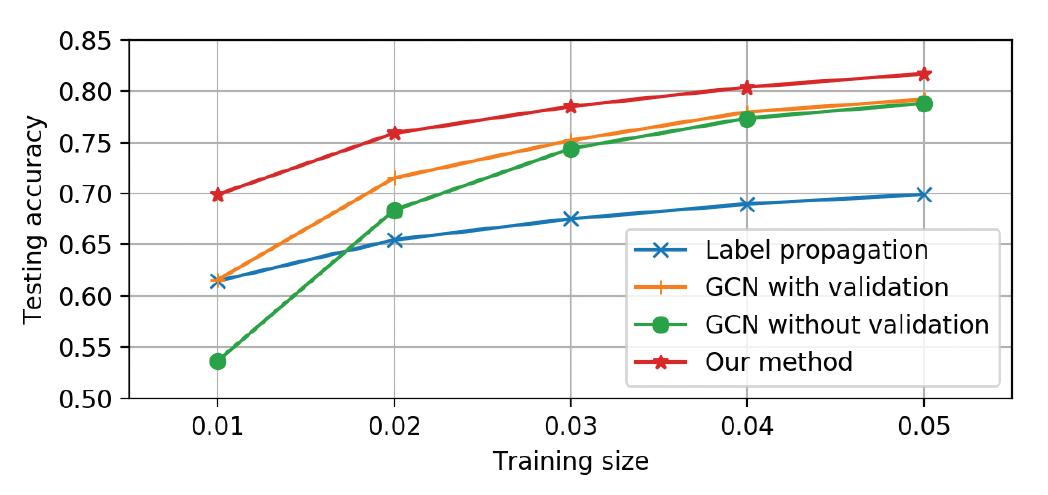 0.85
0.80
0.75
0.70
0.65
0.60
0.55
0.50
Testing accuracy
Label propagation
GCN with validation
GCN without validation
Our method
0.01 0.02 0.03 0.04 0.05
Training size